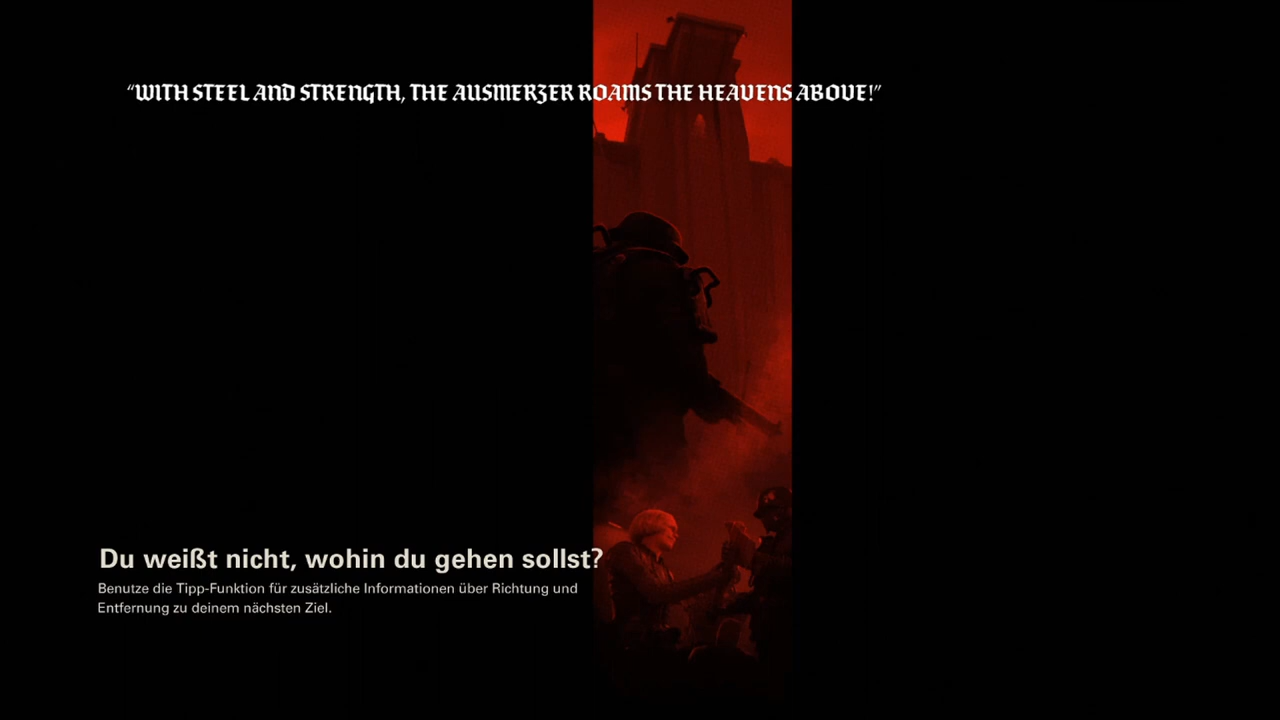 “WITH STEEL AND STRENGTH, THE AUSMERZER ROAMS THE HEAVENS ABOVE!”
Du weißt nicht, wohin du gehen sollst?
Benutze die Tipp-Funktion für zusätzliche Informationen über Richtung und
Entfernung zu deinem nächsten Ziel.